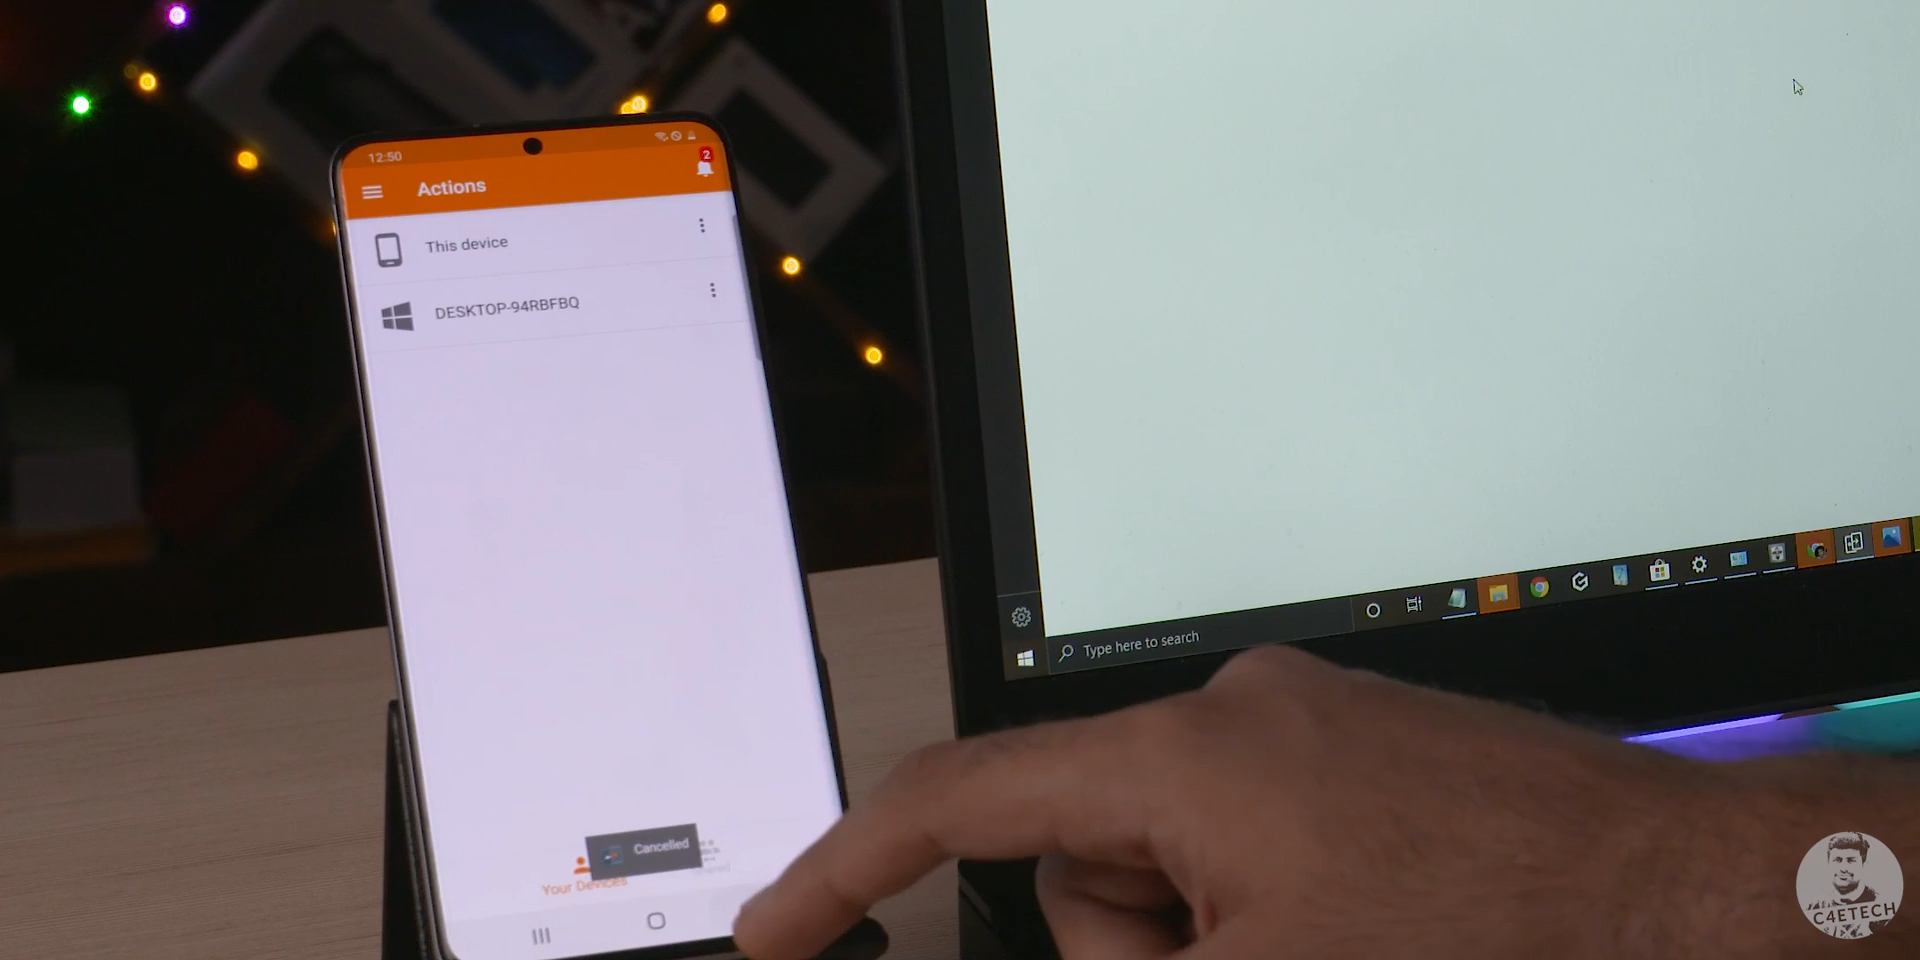 12:50
2
Actions
This device
DESKTOP-94RBFBQ
Cancelled
Your Devices
Type here to search
C4ETECH